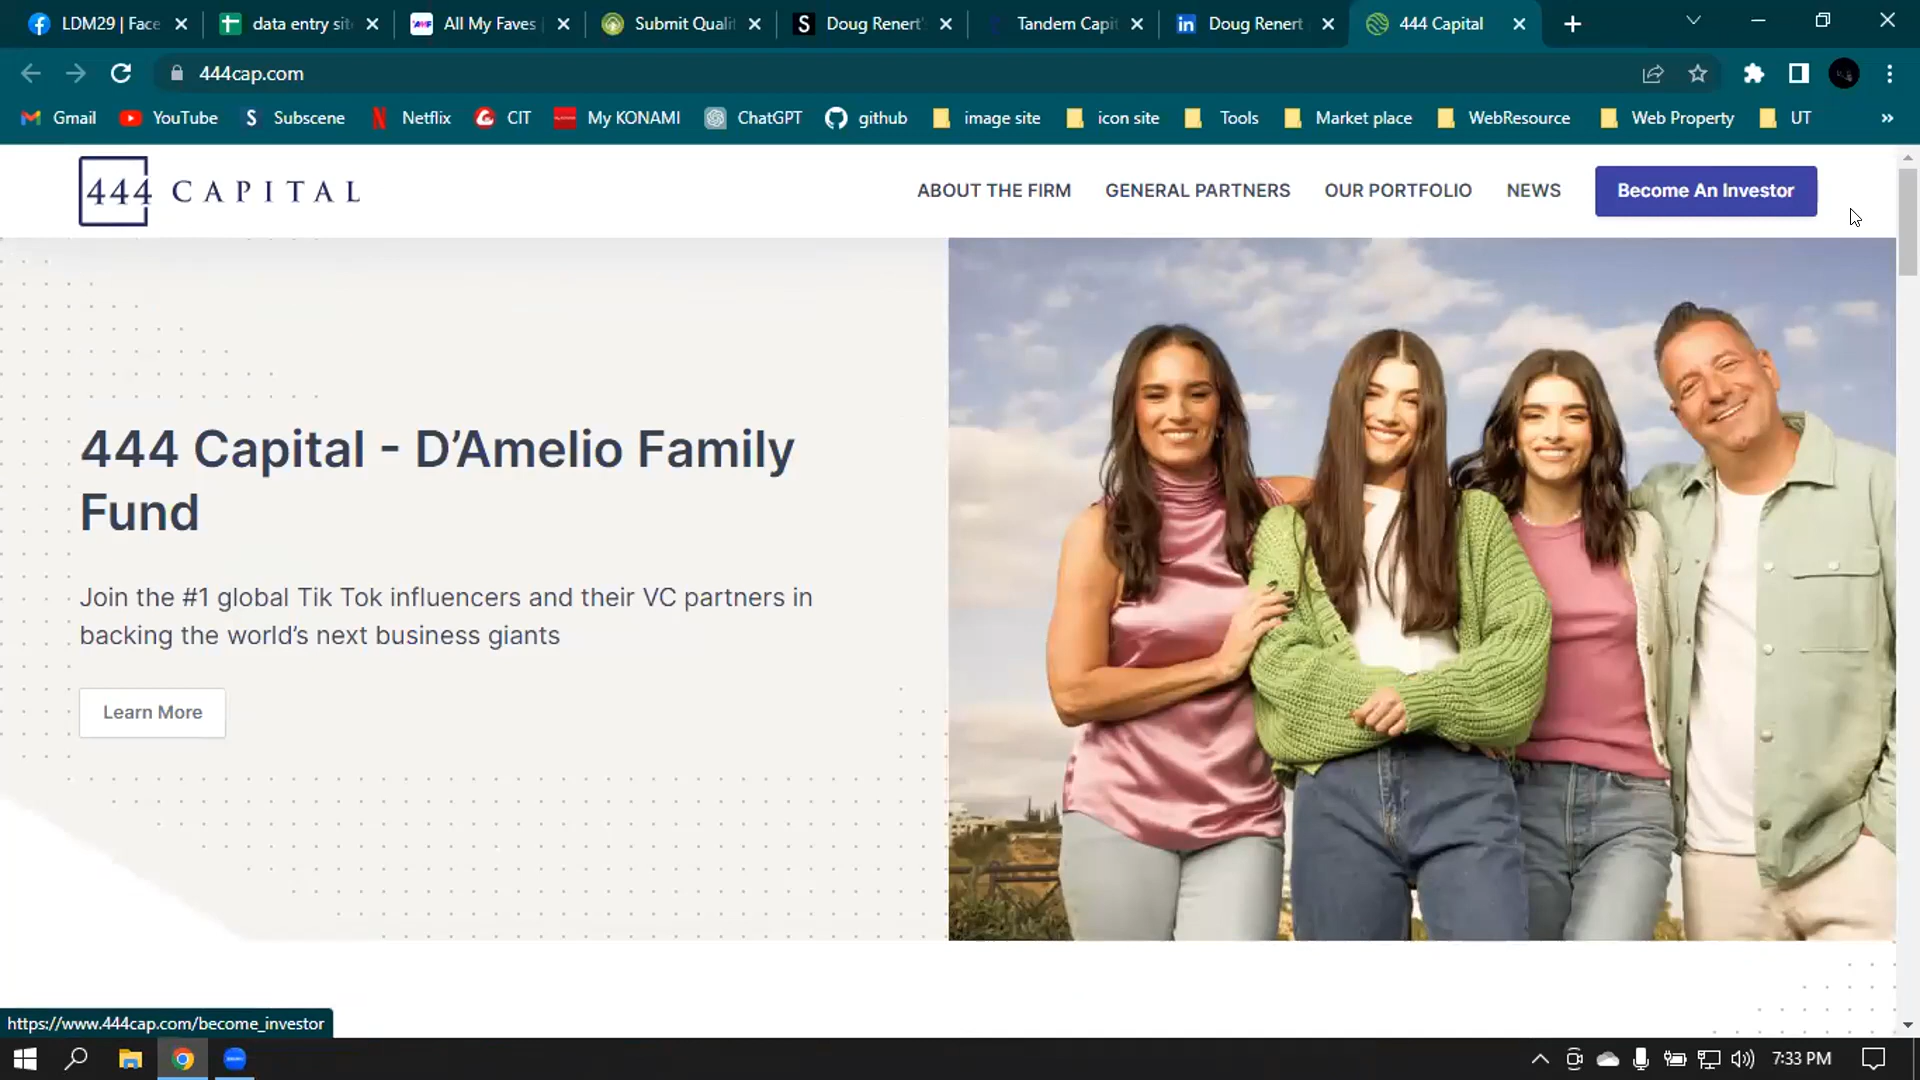 LDM29 | Face
data entry sit
All My Faves
Submit Quali
Doug Renert'
Tandem Capit
Doug Renert
444 Capital
444cap.com
Gmail
YouTube
Subscene
Netflix
CIT
My KONAMI
ChatGPT
github
image site
icon site
Tools
Market place
WebResource
Web Property
UT
»
444 CAPITAL
ABOUT THE FIRM
GENERAL PARTNERS
OUR PORTFOLIO
NEWS
Become An Investor
444 Capital - D’Amelio Family
Fund
Join the #1 global Tik Tok influencers and their VC partners in
backing the world’s next business giants
Learn More
https://www.444cap.com/become_investor
7:33 PM